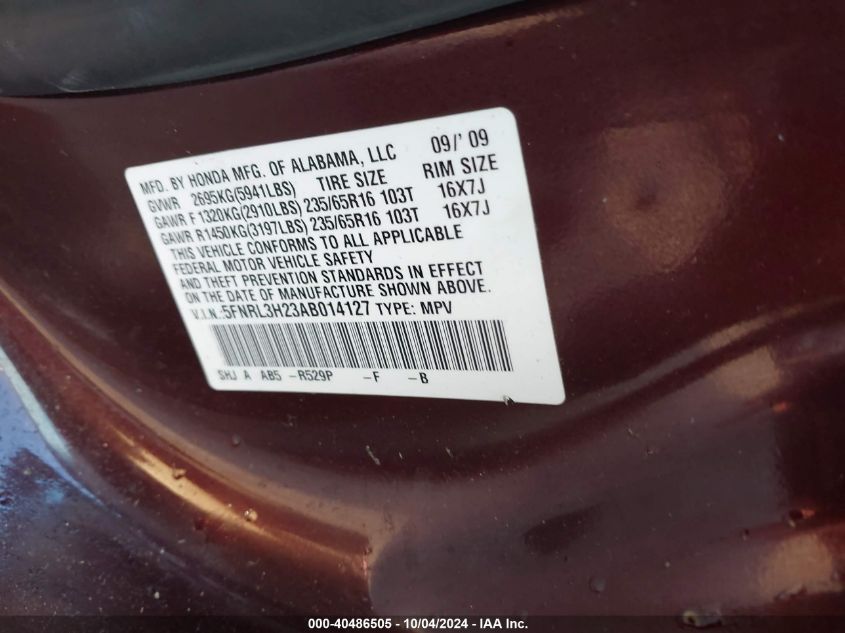 MFD. BY HONDA MFG. OF ALABAMA, LLC 09/' 09
GVWR 2695KG(5941LBS) TIRE SIZE RIM SIZE
GAWR F1320KG(2910LBS) 235/65R16 103T 16X7J
GAWR R1450KG(3197LBS) 235/65R16 103T 16X7J
THIS VEHICLE CONFORMS TO ALL APPLICABLE
FEDERAL MOTOR VEHICLE SAFETY
AND THEFT PREVENTION STANDARDS IN EFFECT
ON THE DATE OF MANUFACTURE SHOWN ABOVE.
V.I.N.:5FNRL3H23AB014127 TYPE: MPV
SHJ A AB5 -R529P -F -B
000-40486505 - 10/04/2024 - IAA Inc.